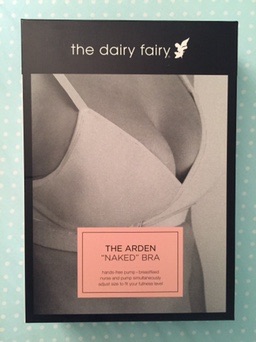 the dairy fairy
THE ARDEN
"NAKED" BRA
hands-free pump • breastfeed
nurse and pump simultaneously
adjust size to fit your fullness level